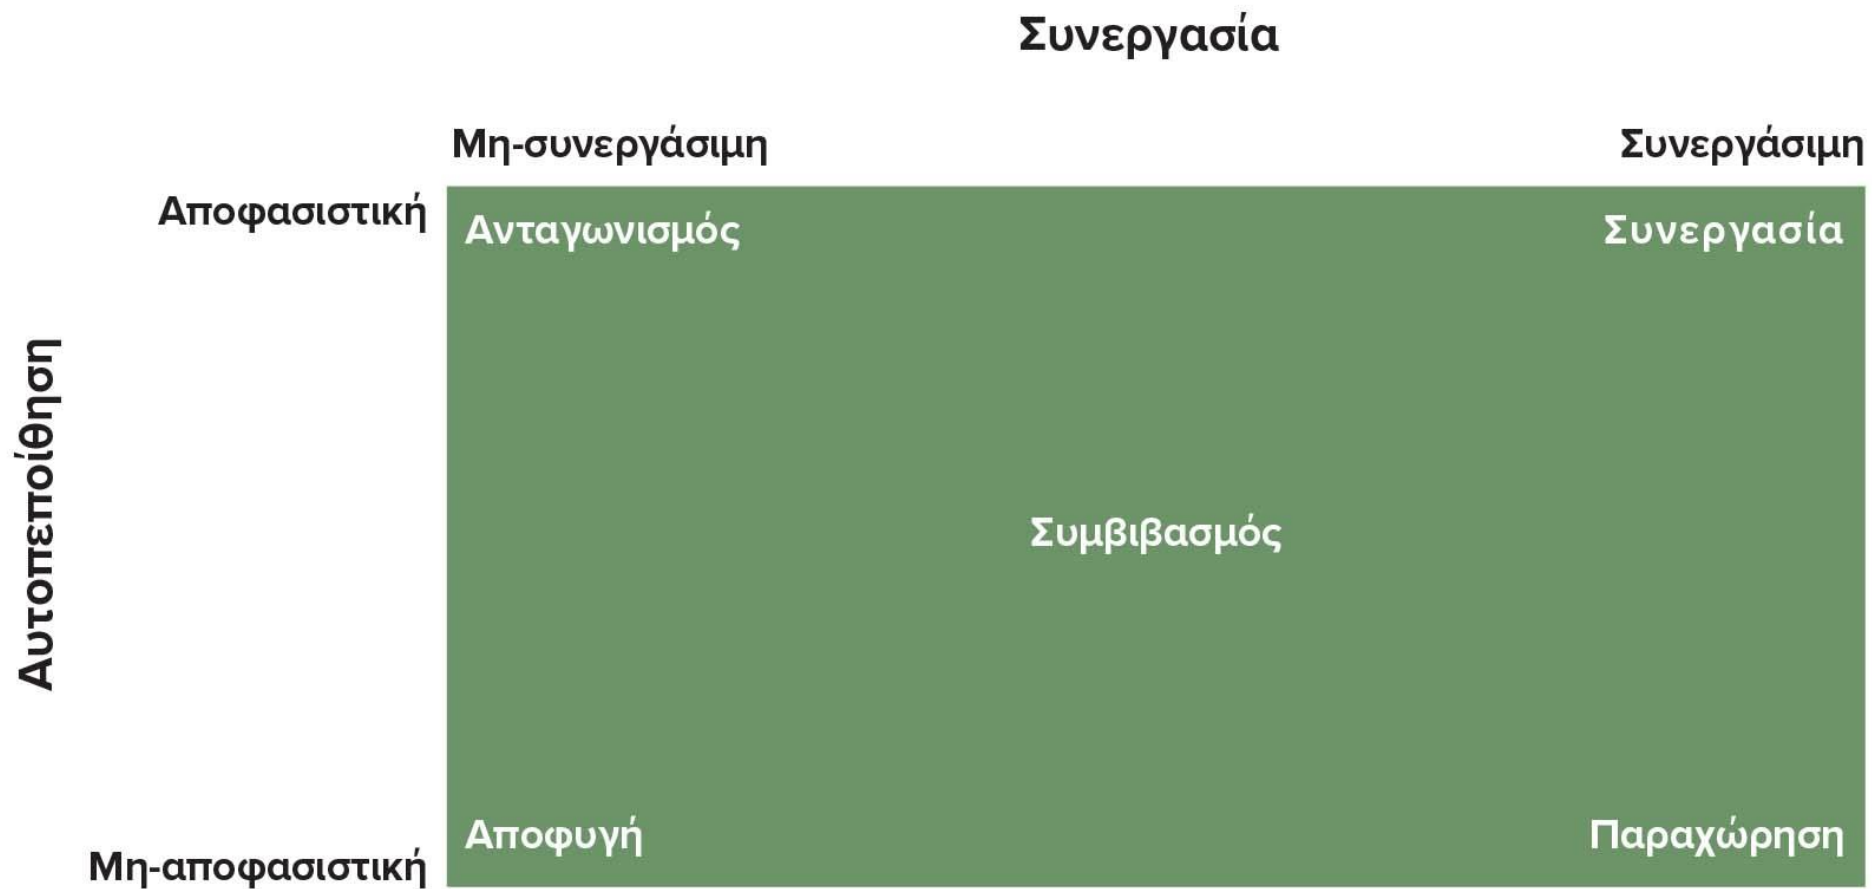 Συνεργασία
Μη-συνεργάσιμη
Συνεργάσιμη
Αποφασιστική
Ανταγωνισμός
Συνεργασία
Αυτοπεποίθηση
Συμβιβασμός
Αποφυγή
Παραχώρηση
Μη-αποφασιστική